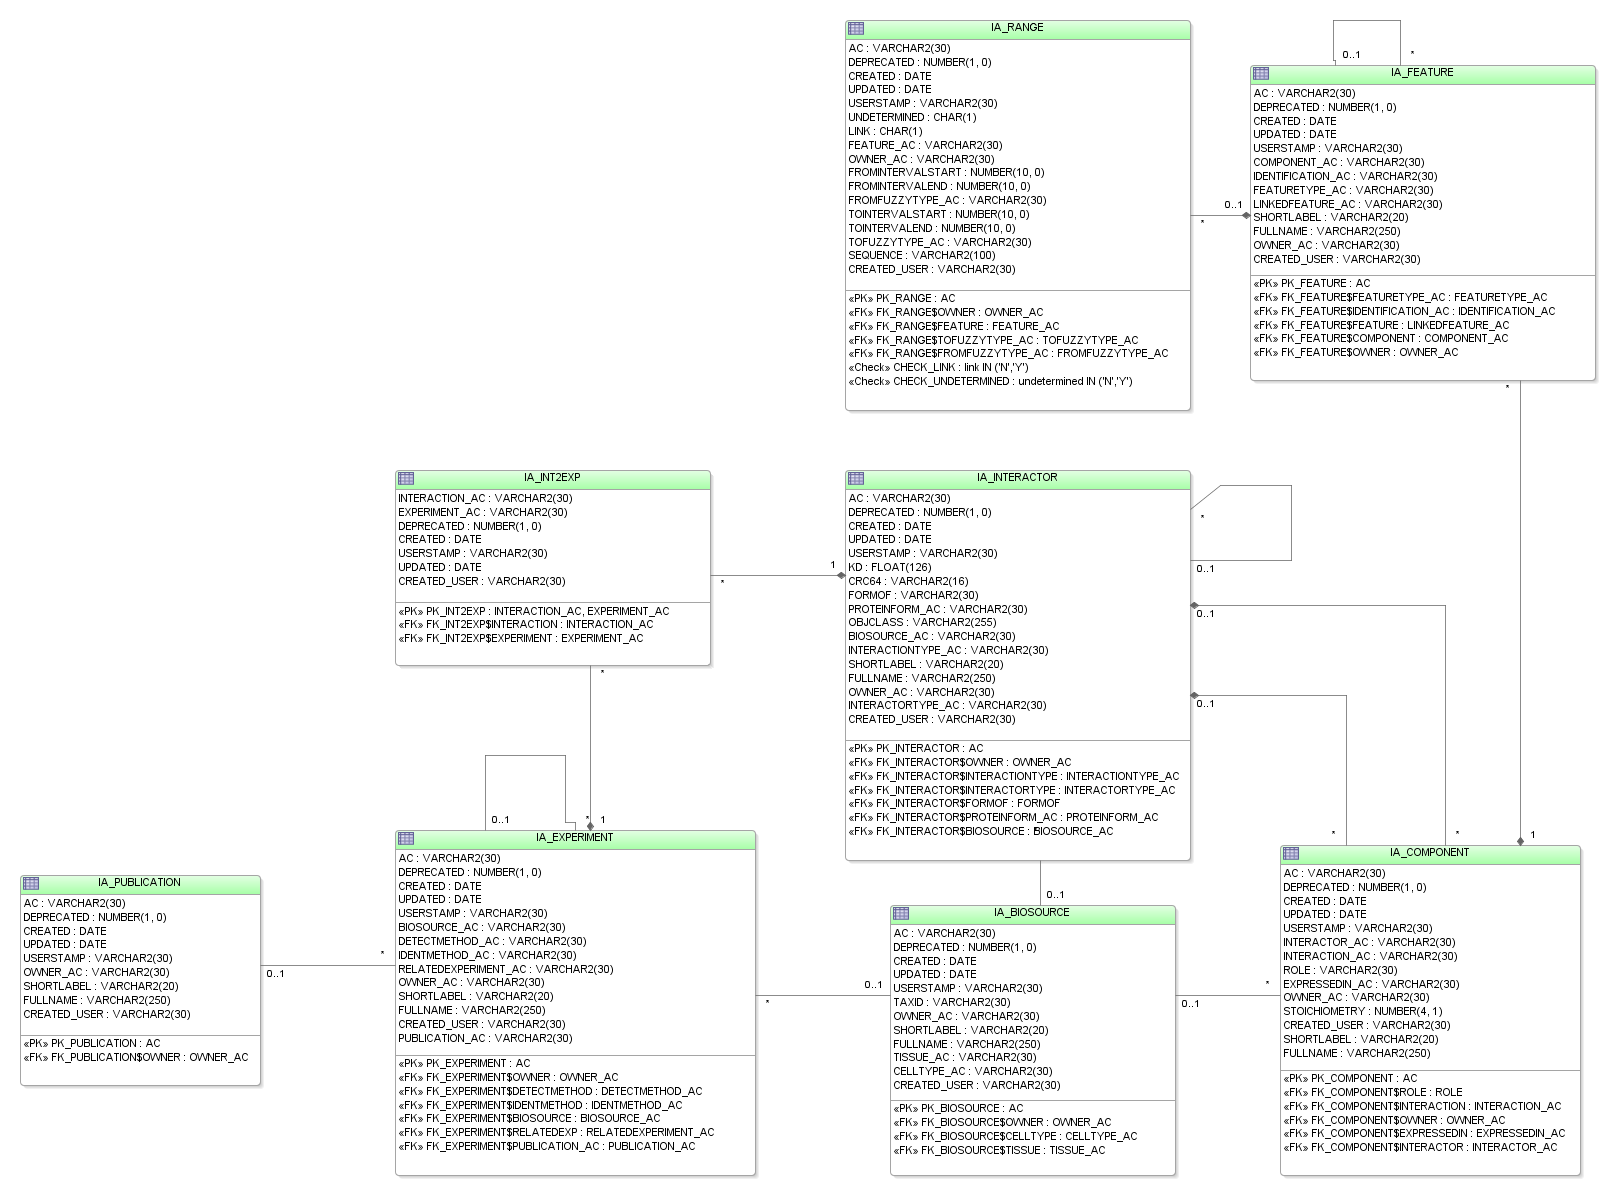 IA_RANGE
AC : VARCHAR2(30)
DEPRECATED : NUMBER(1, 0)
CREATED : DATE
UPDATED : DATE
USERSTAMP : VARCHAR2(30)
UNDETERMINED : CHAR(1)
LINK : CHAR(1)
FEATURE_AC : VARCHAR2(30)
OWNER_AC : VARCHAR2(30)
FROMINTERVALSTART : NUMBER(10, 0)
FROMINTERVALEND : NUMBER(10, 0)
FROMFUZZYTYPE_AC : VARCHAR2(30)
TOINTERVALSTART : NUMBER(10, 0)
TOINTERVALEND : NUMBER(10, 0)
TOFUZZYTYPE_AC : VARCHAR2(30)
SEQUENCE : VARCHAR2(100)
CREATED_USER : VARCHAR2(30)
«PK» PK_RANGE : AC
«FK» FK_RANGE$OWNER : OWNER_AC
«FK» FK_RANGE$FEATURE : FEATURE_AC
«FK» FK_RANGE$TOFUZZYTYPE_AC : TOFUZZYTYPE_AC
«FK» FK_RANGE$FROMFUZZYTYPE_AC : FROMFUZZYTYPE_AC
«Check» CHECK_LINK : link IN ('N','Y')
«Check» CHECK_UNDETERMINED : undetermined IN ('N','Y')
0..1 *
IA_FEATURE
AC : VARCHAR2(30)
DEPRECATED : NUMBER(1, 0)
CREATED : DATE
UPDATED : DATE
USERSTAMP : VARCHAR2(30)
COMPONENT_AC : VARCHAR2(30)
IDENTIFICATION_AC : VARCHAR2(30)
FEATURETYPE_AC : VARCHAR2(30)
LINKEDFEATURE_AC : VARCHAR2(30)
SHORTLABEL : VARCHAR2(20)
FULLNAME : VARCHAR2(250)
OWNER_AC : VARCHAR2(30)
CREATED_USER : VARCHAR2(30)
«PK» PK_FEATURE : AC
«FK» FK_FEATURE$FEATURETYPE_AC : FEATURETYPE_AC
«FK» FK_FEATURE$IDENTIFICATION_AC : IDENTIFICATION_AC
«FK» FK_FEATURE$FEATURE : LINKEDFEATURE_AC
«FK» FK_FEATURE$COMPONENT : COMPONENT_AC
«FK» FK_FEATURE$OWNER : OWNER_AC
0..1
*
*
IA_INT2EXP
INTERACTION_AC : VARCHAR2(30)
EXPERIMENT_AC : VARCHAR2(30)
DEPRECATED : NUMBER(1, 0)
CREATED : DATE
USERSTAMP : VARCHAR2(30)
UPDATED : DATE
CREATED_USER : VARCHAR2(30)
«PK» PK_INT2EXP : INTERACTION_AC, EXPERIMENT_AC
«FK» FK_INT2EXP$INTERACTION : INTERACTION_AC
«FK» FK_INT2EXP$EXPERIMENT : EXPERIMENT_AC
1
*
*
IA_INTERACTOR
AC : VARCHAR2(30)
DEPRECATED : NUMBER(1, 0)
CREATED : DATE
UPDATED : DATE
USERSTAMP : VARCHAR2(30)
KD : FLOAT(126)
CRC64 : VARCHAR2(16)
FORMOF : VARCHAR2(30)
PROTEINFORM_AC : VARCHAR2(30)
OBJCLASS : VARCHAR2(255)
BIOSOURCE_AC : VARCHAR2(30)
INTERACTIONTYPE_AC : VARCHAR2(30)
SHORTLABEL : VARCHAR2(20)
FULLNAME : VARCHAR2(250)
OWNER_AC : VARCHAR2(30)
INTERACTORTYPE_AC : VARCHAR2(30)
CREATED_USER : VARCHAR2(30)
«PK» PK_INTERACTOR : AC
«FK» FK_INTERACTOR$OWNER : OWNER_AC
«FK» FK_INTERACTOR$INTERACTIONTYPE : INTERACTIONTYPE_AC
«FK» FK_INTERACTOR$INTERACTORTYPE : INTERACTORTYPE_AC
«FK» FK_INTERACTOR$FORMOF : FORMOF
«FK» FK_INTERACTOR$PROTEINFORM_AC : PROTEINFORM_AC
«FK» FK_INTERACTOR$BIOSOURCE : BIOSOURCE_AC
*
0..1
0..1
0..1
*
*
1
0..1
0..1
* 1
IA_EXPERIMENT
AC : VARCHAR2(30)
DEPRECATED : NUMBER(1, 0)
CREATED : DATE
UPDATED : DATE
USERSTAMP : VARCHAR2(30)
BIOSOURCE_AC : VARCHAR2(30)
DETECTMETHOD_AC : VARCHAR2(30)
IDENTMETHOD_AC : VARCHAR2(30)
RELATEDEXPERIMENT_AC : VARCHAR2(30)
OWNER_AC : VARCHAR2(30)
SHORTLABEL : VARCHAR2(20)
FULLNAME : VARCHAR2(250)
CREATED_USER : VARCHAR2(30)
PUBLICATION_AC : VARCHAR2(30)
«PK» PK_EXPERIMENT : AC
«FK» FK_EXPERIMENT$OWNER : OWNER_AC
«FK» FK_EXPERIMENT$DETECTMETHOD : DETECTMETHOD_AC
«FK» FK_EXPERIMENT$IDENTMETHOD : IDENTMETHOD_AC
«FK» FK_EXPERIMENT$BIOSOURCE : BIOSOURCE_AC
«FK» FK_EXPERIMENT$RELATEDEXP : RELATEDEXPERIMENT_AC
«FK» FK_EXPERIMENT$PUBLICATION_AC : PUBLICATION_AC
IA_PUBLICATION
AC : VARCHAR2(30)
DEPRECATED : NUMBER(1, 0)
CREATED : DATE
UPDATED : DATE
USERSTAMP : VARCHAR2(30)
OWNER_AC : VARCHAR2(30)
SHORTLABEL : VARCHAR2(20)
FULLNAME : VARCHAR2(250)
CREATED_USER : VARCHAR2(30)
«PK» PK_PUBLICATION : AC
«FK» FK_PUBLICATION$OWNER : OWNER_AC
*
0..1
0..1
*
IA_BIOSOURCE
AC : VARCHAR2(30)
DEPRECATED : NUMBER(1, 0)
CREATED : DATE
UPDATED : DATE
USERSTAMP : VARCHAR2(30)
TAXID : VARCHAR2(30)
OWNER_AC : VARCHAR2(30)
SHORTLABEL : VARCHAR2(20)
FULLNAME : VARCHAR2(250)
TISSUE_AC : VARCHAR2(30)
CELLTYPE_AC : VARCHAR2(30)
CREATED_USER : VARCHAR2(30)
«PK» PK_BIOSOURCE : AC
«FK» FK_BIOSOURCE$OWNER : OWNER_AC
«FK» FK_BIOSOURCE$CELLTYPE : CELLTYPE_AC
«FK» FK_BIOSOURCE$TISSUE : TISSUE_AC
*
0..1
IA_COMPONENT
AC : VARCHAR2(30)
DEPRECATED : NUMBER(1, 0)
CREATED : DATE
UPDATED : DATE
USERSTAMP : VARCHAR2(30)
INTERACTOR_AC : VARCHAR2(30)
INTERACTION_AC : VARCHAR2(30)
ROLE : VARCHAR2(30)
EXPRESSEDIN_AC : VARCHAR2(30)
OWNER_AC : VARCHAR2(30)
STOICHIOMETRY : NUMBER(4, 1)
CREATED_USER : VARCHAR2(30)
SHORTLABEL : VARCHAR2(20)
FULLNAME : VARCHAR2(250)
«PK» PK_COMPONENT : AC
«FK» FK_COMPONENT$ROLE : ROLE
«FK» FK_COMPONENT$INTERACTION : INTERACTION_AC
«FK» FK_COMPONENT$OWNER : OWNER_AC
«FK» FK_COMPONENT$EXPRESSEDIN : EXPRESSEDIN_AC
«FK» FK_COMPONENT$INTERACTOR : INTERACTOR_AC